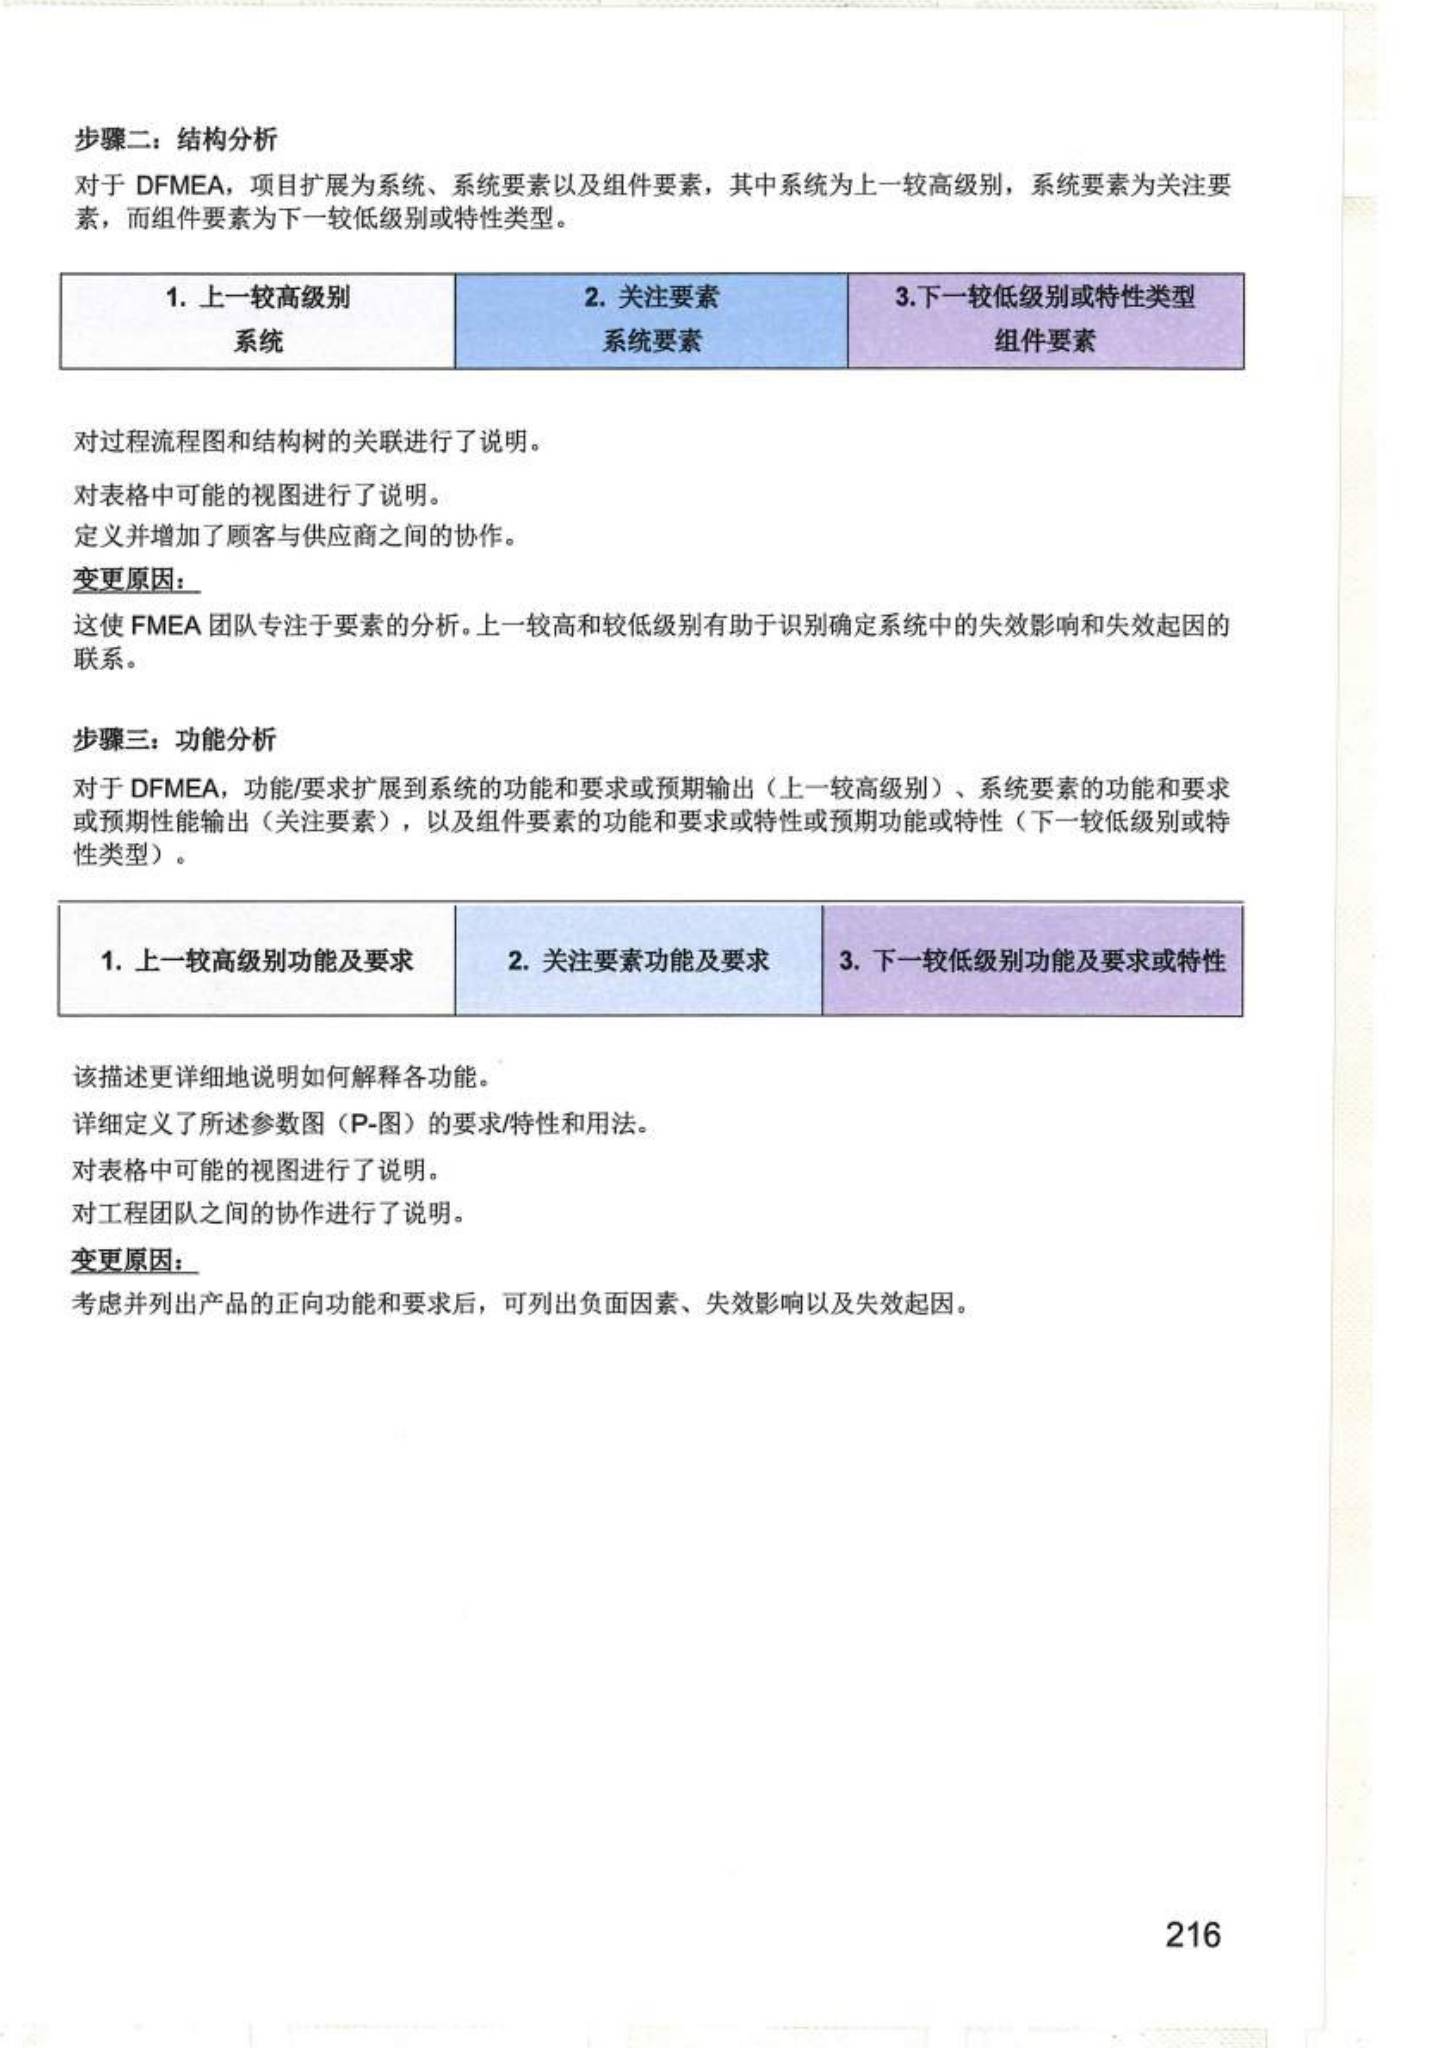 步骤二：结构分析
对于 DFMEA，项目扩展为系统、系统要素以及组件要素，其中系统为上一较高级别，系统要素为关注要
素，而组件要素为下一较低级别或特性类型。
1. 上一较高级别
系统
2. 关注要素
系统要素
3.下一较低级别或特性类型
组件要素
对过程流程图和结构树的关联进行了说明。
对表格中可能的视图进行了说明。
定义并增加了顾客与供应商之间的协作。
变更原因：
这使 FMEA 团队专注于要素的分析。上一较高和较低级别有助于识别确定系统中的失效影响和失效起因的
联系。
步骤三：功能分析
对于 DFMEA，功能/要求扩展到系统的功能和要求或预期输出（上一较高级别）、系统要素的功能和要求
或预期性能输出（关注要素），以及组件要素的功能和要求或特性或预期功能或特性（下一较低级别或特
性类型）。
1. 上一较高级别功能及要求
2. 关注要素功能及要求
3. 下一较低级别功能及要求或特性
该描述更详细地说明如何解释各功能。
详细定义了所述参数图（P-图）的要求/特性和用法。
对表格中可能的视图进行了说明。
对工程团队之间的协作进行了说明。
变更原因：
考虑并列出产品的正向功能和要求后，可列出负面因素、失效影响以及失效起因。
216